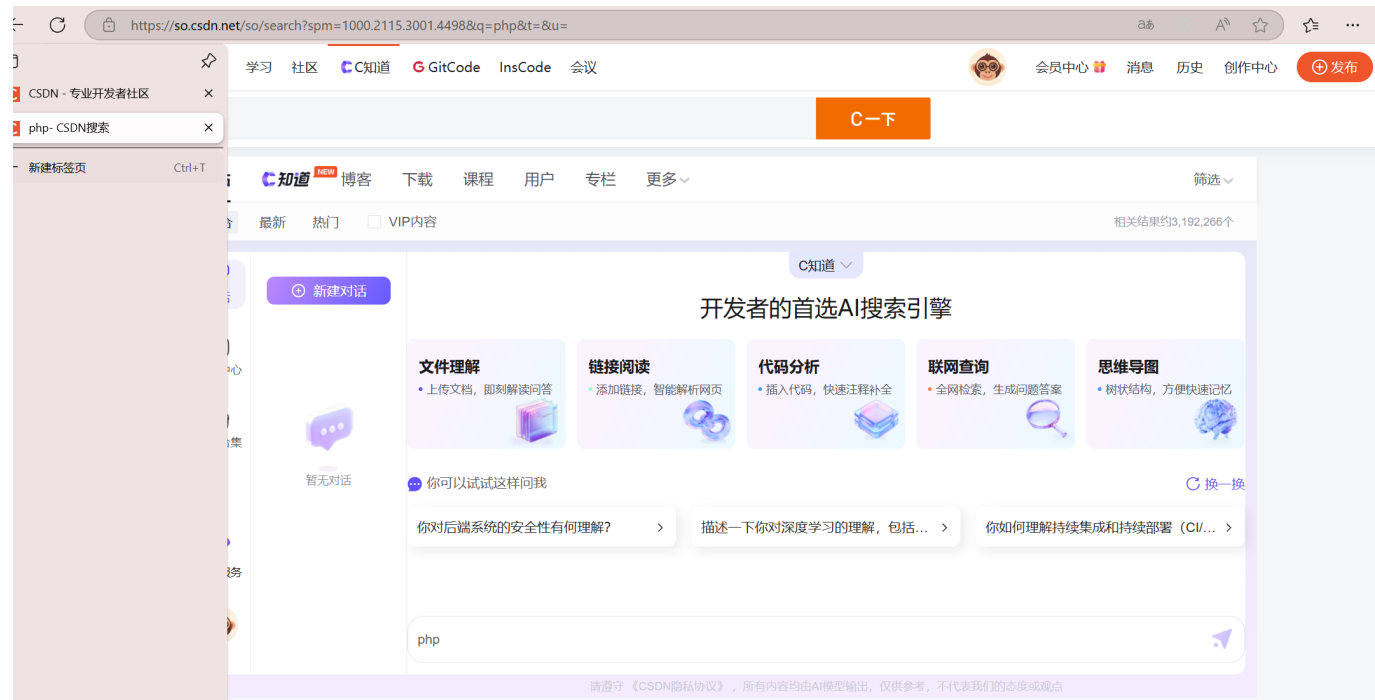 https://so.csdn.net/so/search?spm=1000.2115.3001.4498&q=php&t=&u=
学习 社区 C知道 GitCode InsCode 会议 会员中心 消息 历史 创作中心 发布
CSDN - 专业开发者社区
php- CSDN搜索
新建标签页 Ctrl+T
C一下
C知道 NEW 博客 下载 课程 用户 专栏 更多 筛选
最新 热门 VIP内容 相关结果约3,192,266个
C知道
新建对话
开发者的首选AI搜索引擎
文件理解 链接阅读 代码分析 联网查询 思维导图
• 上传文档，即刻解读问答 • 添加链接，智能解析网页 • 插入代码，快速注释补全 • 全网检索，生成问题答案 • 树状结构，方便快速记忆
暂无对话
你可以试试这样问我 换一换
你对后端系统的安全性有何理解？ 描述一下你对深度学习的理解，包括... 你如何理解持续集成和持续部署（CI/...
php
请遵守《CSDN隐私协议》，所有内容均由AI模型输出，仅供参考，不代表我们的态度或观点